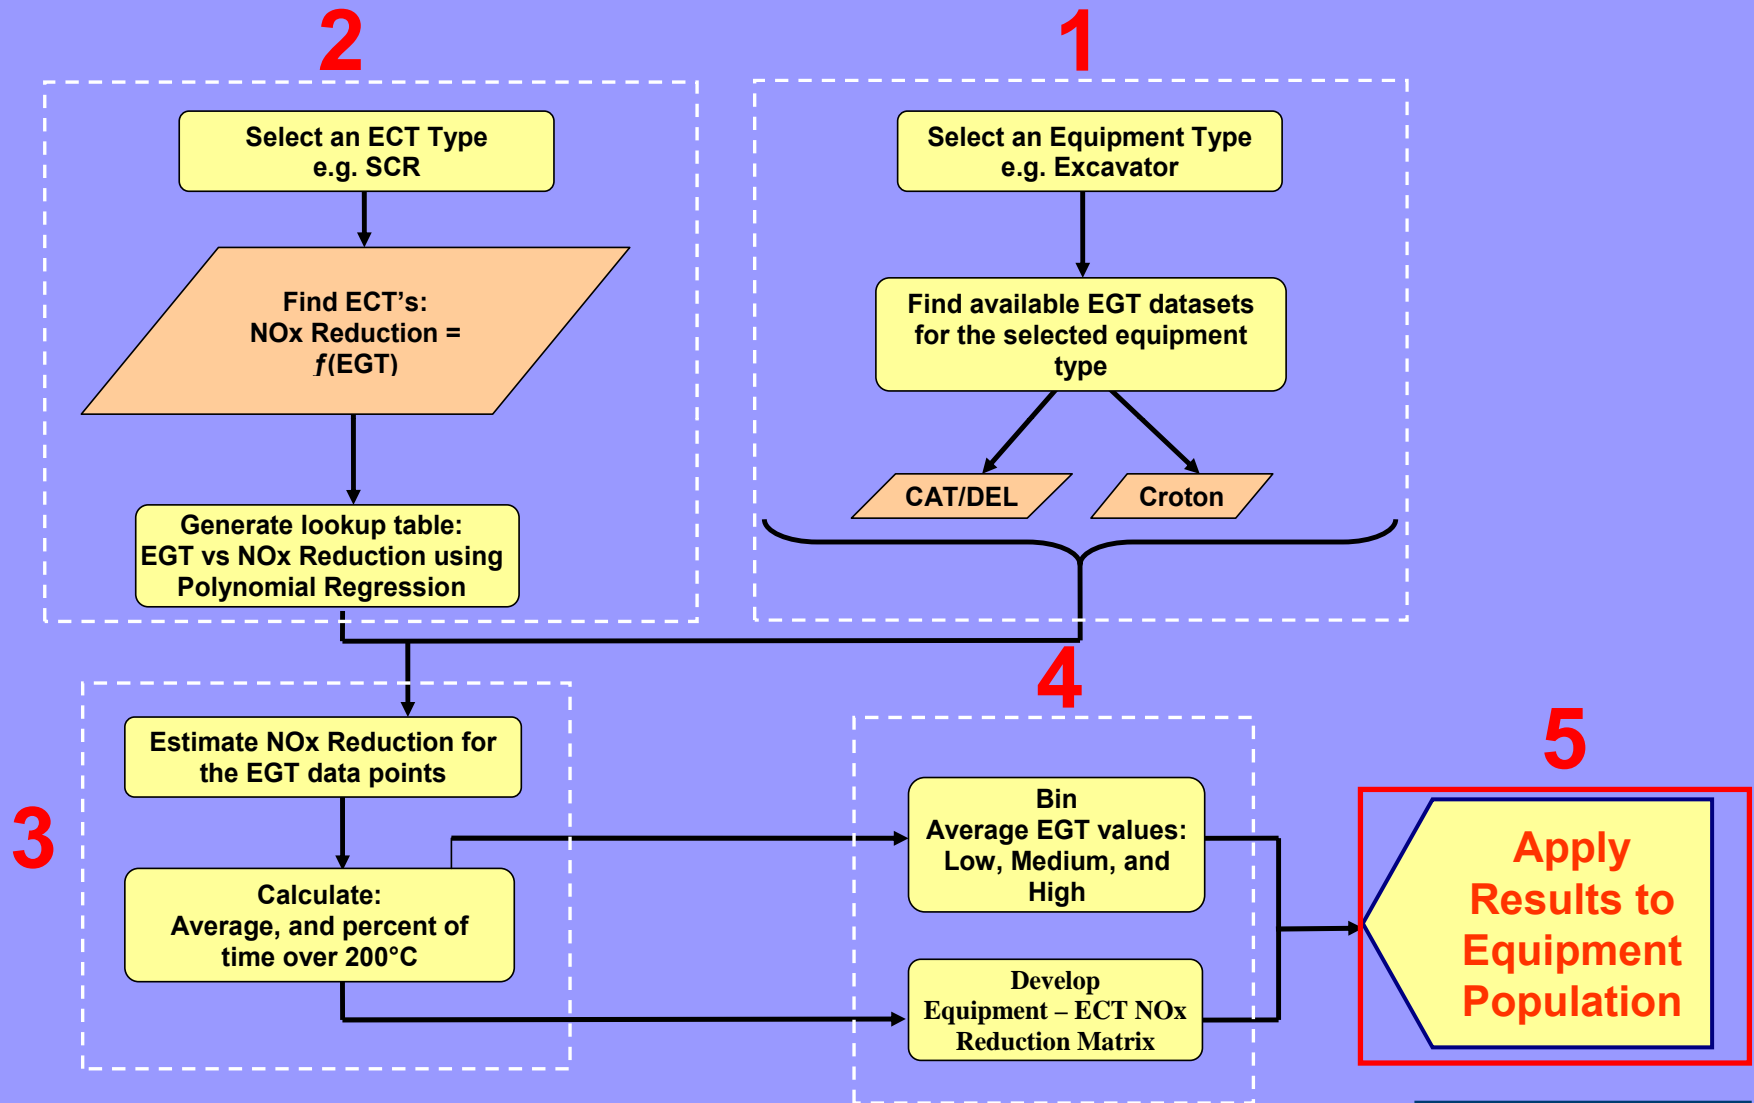 2
1
Select an ECT Type
e.g. SCR
Select an Equipment Type
e.g. Excavator
Find ECT's:
NOx Reduction =
ƒ(EGT)
Find available EGT datasets
for the selected equipment
type
CAT/DEL
Croton
Generate lookup table:
EGT vs NOx Reduction using
Polynomial Regression
3
Estimate NOx Reduction for
the EGT data points
Calculate:
Average, and percent of
time over 200°C
4
Bin
Average EGT values:
Low, Medium, and
High
Develop
Equipment – ECT NOx
Reduction Matrix
5
Apply
Results to
Equipment
Population